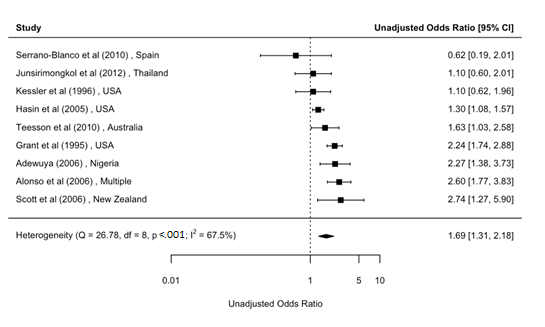 Study Unadjusted Odds Ratio [95% CI]
Serrano-Blanco et al (2010) , Spain 0.62 [0.19, 2.01]
Junsirimongkol et al (2012) , Thailand 1.10 [0.60, 2.01]
Kessler et al (1996) , USA 1.10 [0.62, 1.96]
Hasin et al (2005) , USA 1.30 [1.08, 1.57]
Teesson et al (2010) , Australia 1.63 [1.03, 2.58]
Grant et al (1995) , USA 2.24 [1.74, 2.88]
Adewuya (2006) , Nigeria 2.27 [1.38, 3.73]
Alonso et al (2006) , Multiple 2.60 [1.77, 3.83]
Scott et al (2006) , New Zealand 2.74 [1.27, 5.90]
Heterogeneity (Q = 26.78, df = 8, p <.001; I² = 67.5%) 1.69 [1.31, 2.18]
0.01 1 5 10
Unadjusted Odds Ratio